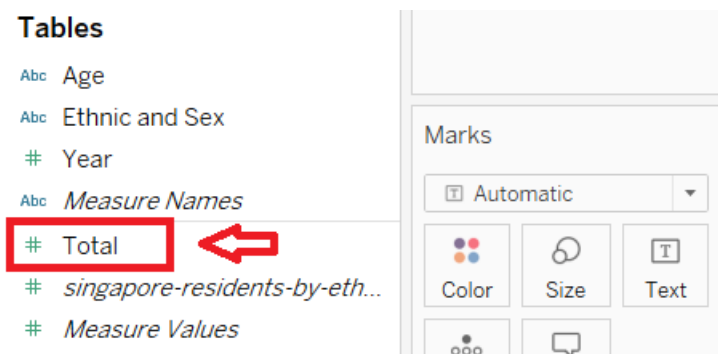 Tables
Abc Age
Abc Ethnic and Sex
# Year
Abc Measure Names
# Total
# singapore-residents-by-eth...
# Measure Values
Marks
T Automatic
Color
Size
T
Text